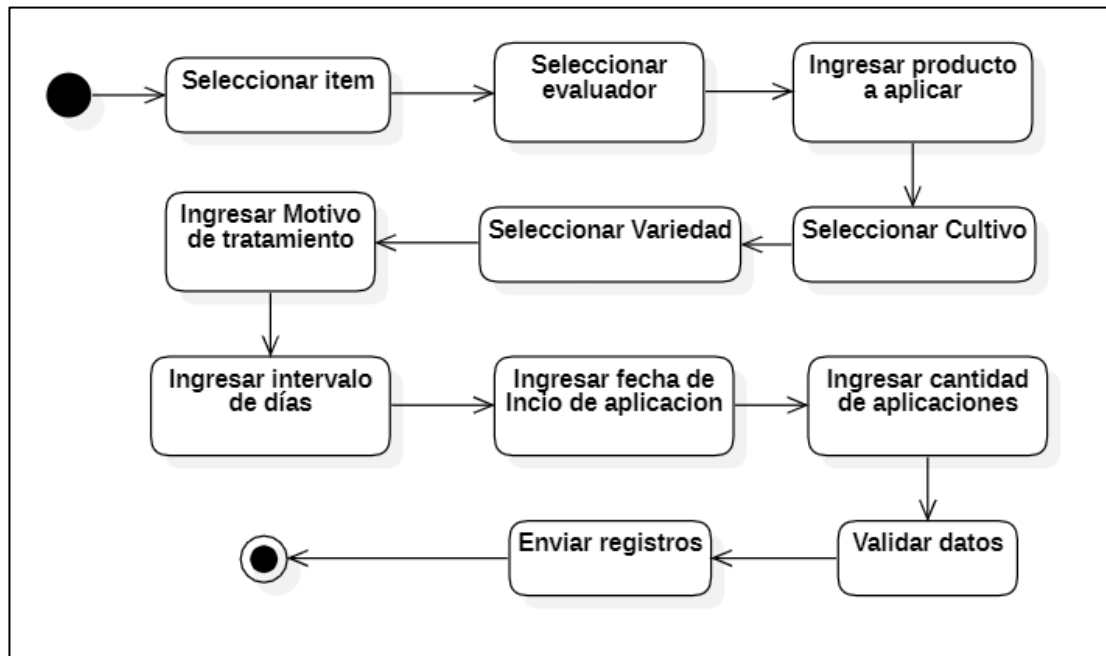 Seleccionar item
Seleccionar
evaluador
Ingresar producto
a aplicar
Seleccionar Cultivo
Seleccionar Variedad
Ingresar Motivo
de tratamiento
Ingresar intervalo
de días
Ingresar fecha de
Incio de aplicacion
Ingresar cantidad
de aplicaciones
Validar datos
Enviar registros